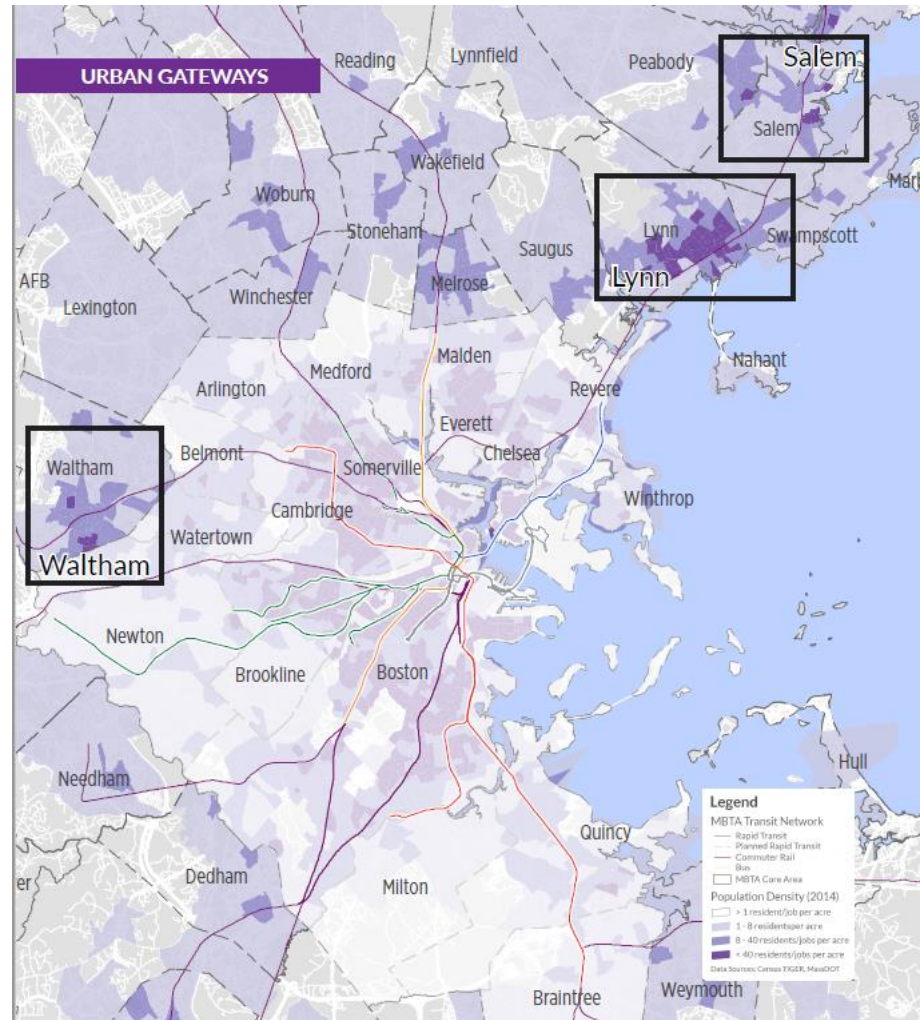 URBAN GATEWAYS
Reading
Lynnfield
Peabody
Salem
Salem
Wakefield
Woburn
Stoneham
Lynn
Lynn
Saugus
Swampscott
Marb
AFB
Lexington
Winchester
Melrose
Nahant
Arlington
Medford
Malden
Revere
Everett
Chelsea
Waltham
Waltham
Belmont
Somerville
Cambridge
Winthrop
Watertown
Newton
Brookline
Boston
Needham
Hull
Quincy
er
Dedham
Milton
Braintree
Weymouth
Legend
MBTA Transit Network
Rapid Transit
Planned Rapid Transit
Commuter Rail
Bus
MBTA Core Area
Population Density (2014)
> 1 resident/job per acre
1 - 8 residentsper acre
8 - 40 residents/jobs per acre
< 40 residents/jobs per acre
Data Sources: Census TIGER, MassDOT